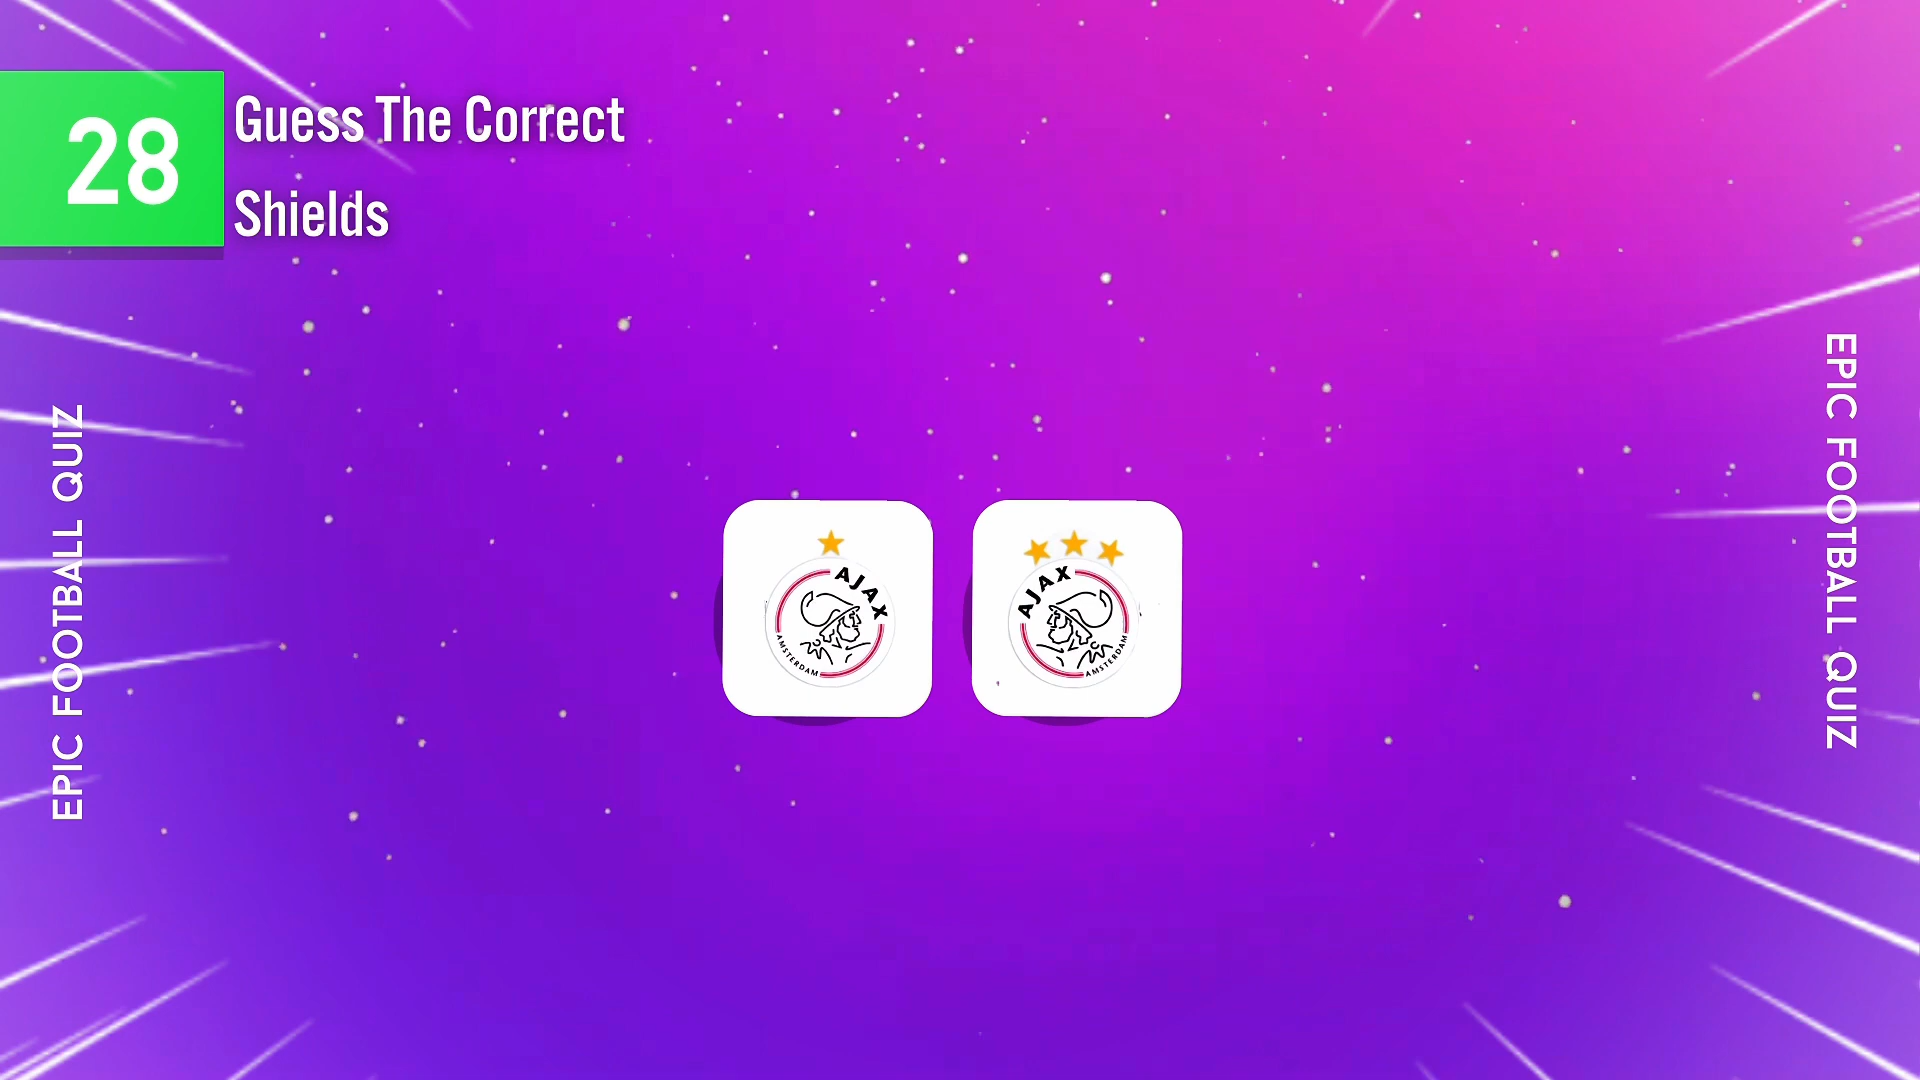 28
Guess The Correct
Shields
EPIC FOOTBALL QUIZ
AJAX
AMSTERDAM
AJAX
AMSTERDAM
EPIC FOOTBALL QUIZ